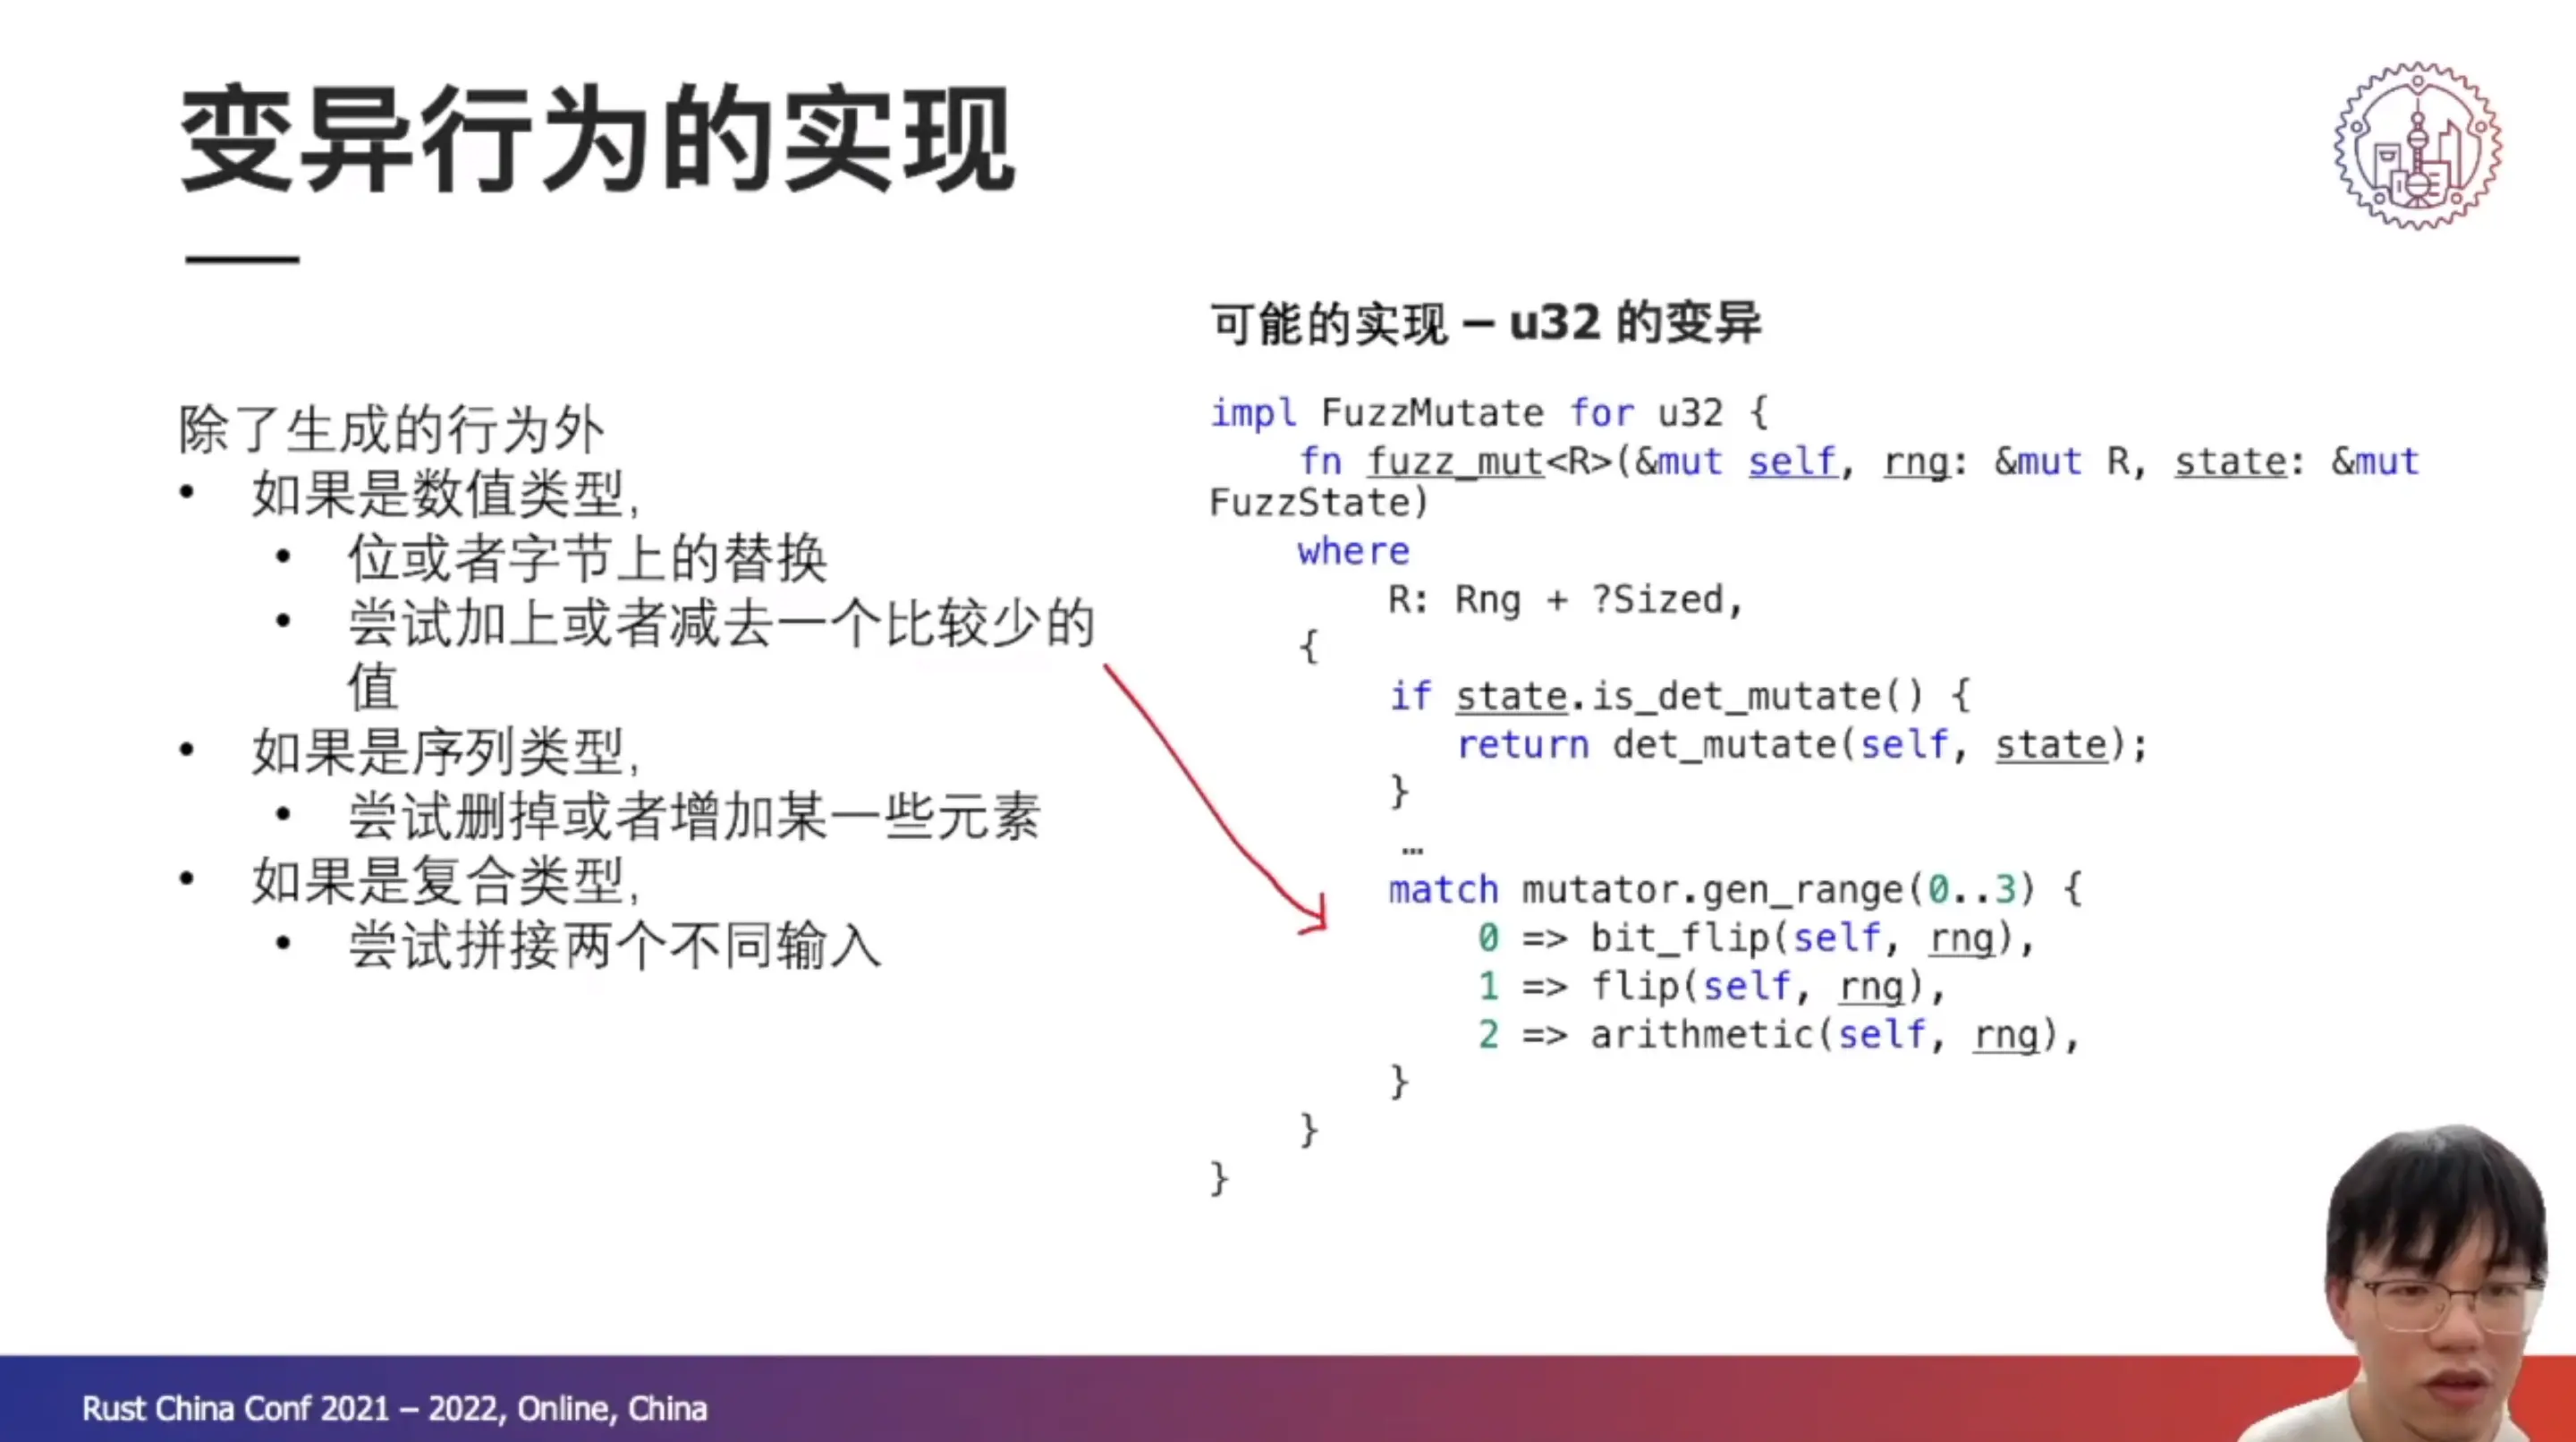 变异行为的实现
除了生成的行为外
• 如果是数值类型，
• 位或者字节上的替换
• 尝试加上或者减去一个比较少的
值
• 如果是序列类型，
• 尝试删掉或者增加某一些元素
• 如果是复合类型，
• 尝试拼接两个不同输入
可能的实现 – u32 的变异
impl FuzzMutate for u32 {
fn fuzz_mut<R>(&mut self, rng: &mut R, state: &mut
FuzzState)
where
R: Rng + ?Sized,
{
if state.is_det_mutate() {
return det_mutate(self, state);
}
…
match mutator.gen_range(0..3) {
0 => bit_flip(self, rng),
1 => flip(self, rng),
2 => arithmetic(self, rng),
}
}
}
Rust China Conf 2021 – 2022, Online, China